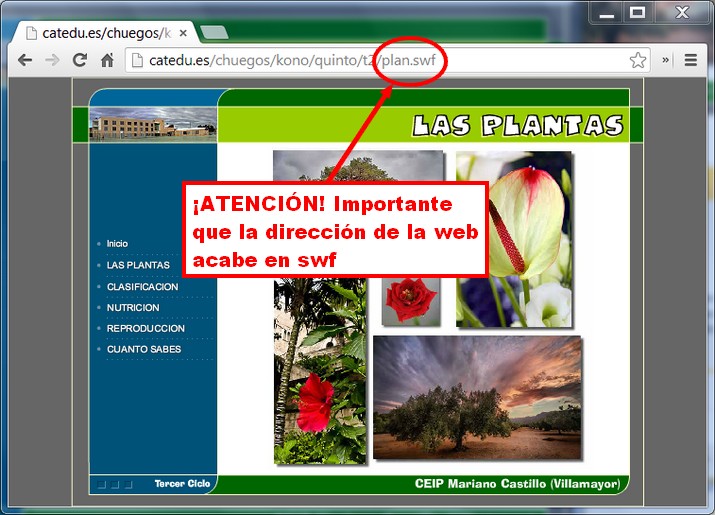 catedu.es/chuegos/k
catedu.es/chuegos/kono/quinto/t2/plan.swf
LAS PLANTAS
¡ATENCIÓN! Importante
que la dirección de la web
acabe en swf
Inicio
LAS PLANTAS
CLASIFICACION
NUTRICION
REPRODUCCION
CUANTO SABES
Tercer Ciclo
CEIP Mariano Castillo (Villamayor)